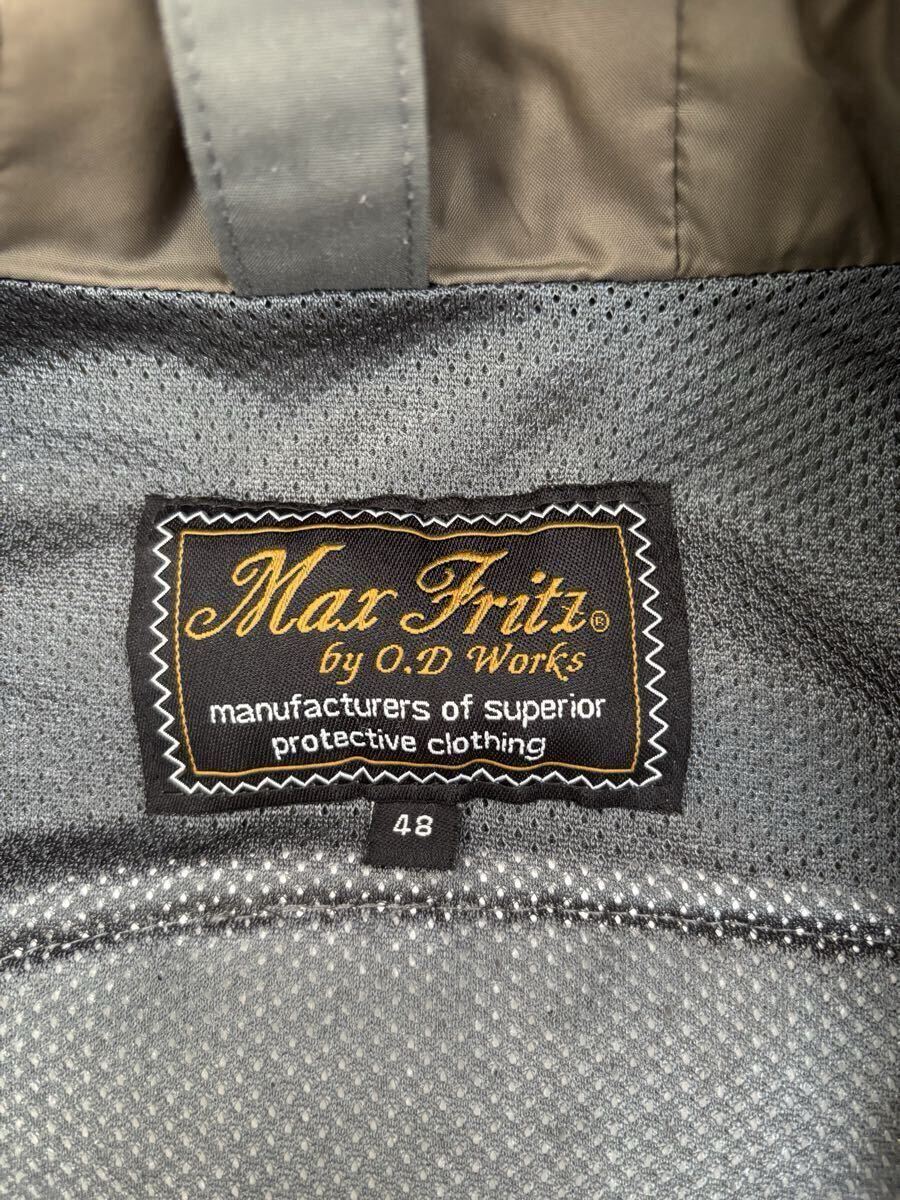 Max Fritz®
by O.D Works
manufacturers of superior
protective clothing
48